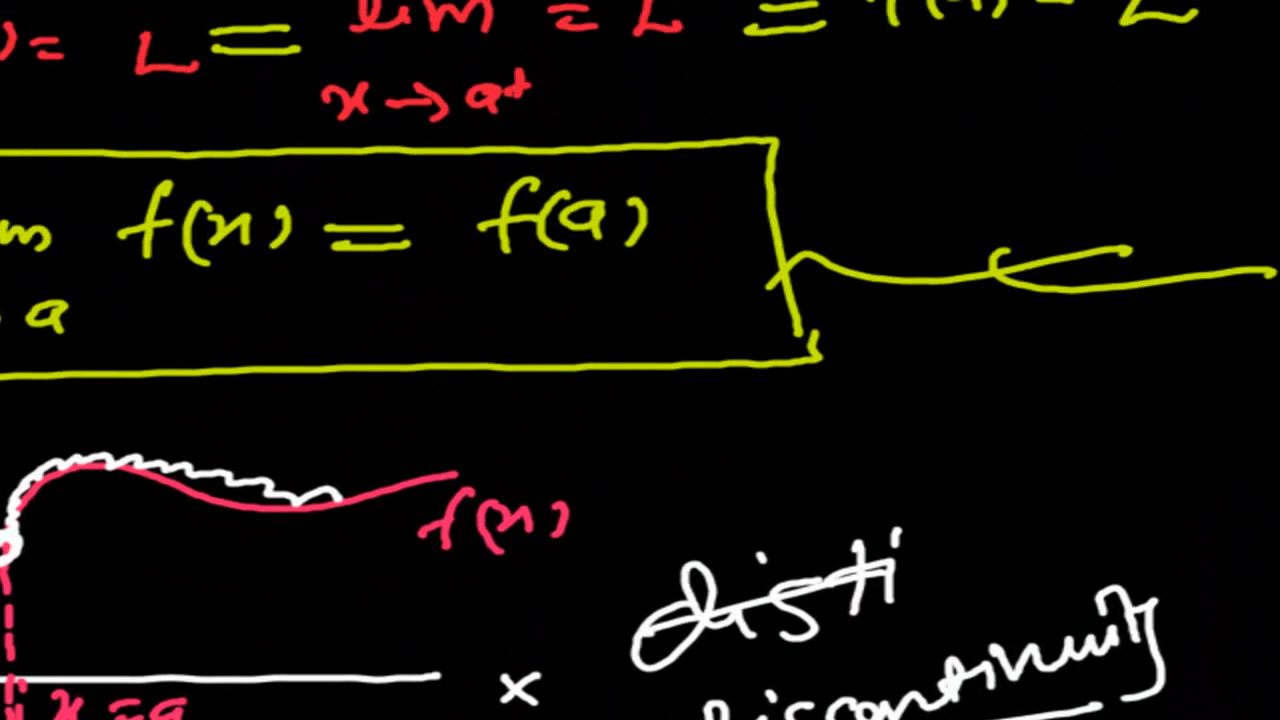 ) = L = lim = L = f(a) = L
x → a⁺
m f(x) = f(a)
a
f(x)
disti
discontinuity
x
x = a